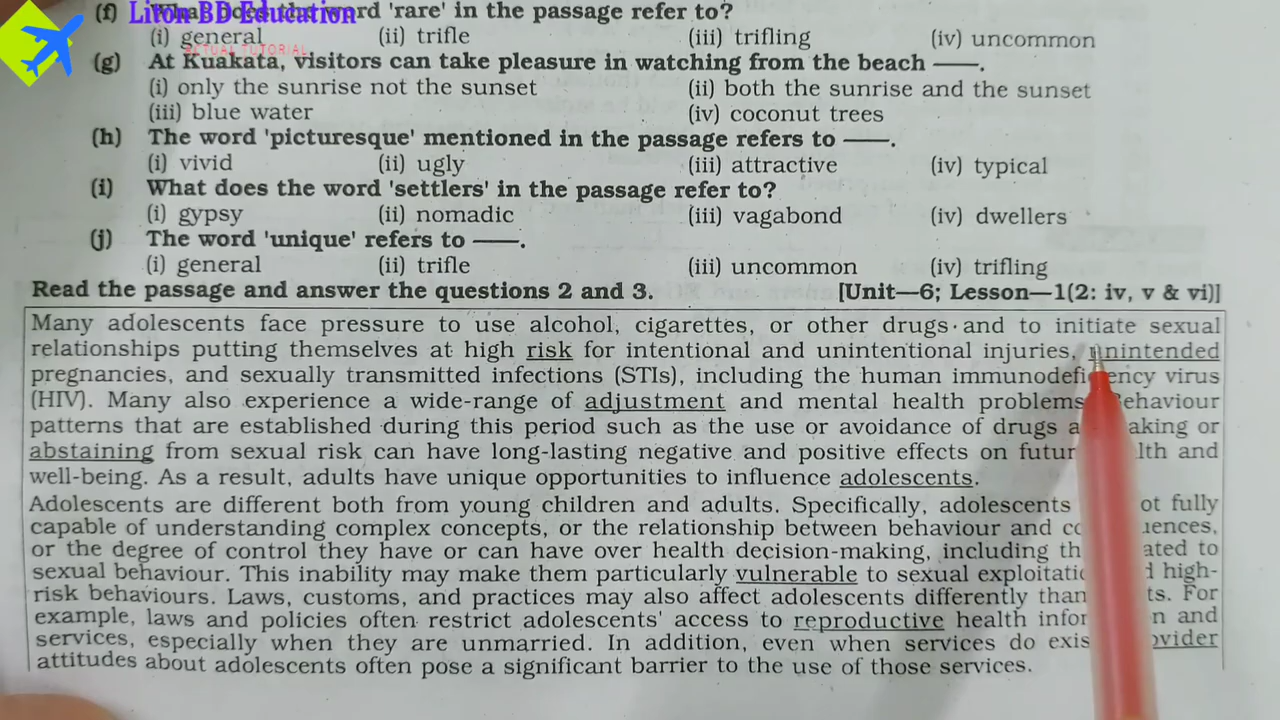 Liton BD Education
ACTUAL TUTORIAL
(f) What does the word 'rare' in the passage refer to?
(i) general (ii) trifle (iii) trifling (iv) uncommon
(g) At Kuakata, visitors can take pleasure in watching from the beach ——.
(i) only the sunrise not the sunset (ii) both the sunrise and the sunset
(iii) blue water (iv) coconut trees
(h) The word 'picturesque' mentioned in the passage refers to ——.
(i) vivid (ii) ugly (iii) attractive (iv) typical
(i) What does the word 'settlers' in the passage refer to?
(i) gypsy (ii) nomadic (iii) vagabond (iv) dwellers
(j) The word 'unique' refers to ——.
(i) general (ii) trifle (iii) uncommon (iv) trifling
Read the passage and answer the questions 2 and 3. [Unit—6; Lesson—1(2: iv, v & vi)]
Many adolescents face pressure to use alcohol, cigarettes, or other drugs and to initiate sexual
relationships putting themselves at high risk for intentional and unintentional injuries, unintended
pregnancies, and sexually transmitted infections (STIs), including the human immunodeficiency virus
(HIV). Many also experience a wide-range of adjustment and mental health problems. Behaviour
patterns that are established during this period such as the use or avoidance of drugs a aking or
abstaining from sexual risk can have long-lasting negative and positive effects on futur lth and
well-being. As a result, adults have unique opportunities to influence adolescents.
Adolescents are different both from young children and adults. Specifically, adolescents ot fully
capable of understanding complex concepts, or the relationship between behaviour and co uences,
or the degree of control they have or can have over health decision-making, including th ated to
sexual behaviour. This inability may make them particularly vulnerable to sexual exploitatio d high-
risk behaviours. Laws, customs, and practices may also affect adolescents differently than ts. For
example, laws and policies often restrict adolescents' access to reproductive health infor n and
services, especially when they are unmarried. In addition, even when services do exis ovider
attitudes about adolescents often pose a significant barrier to the use of those services.